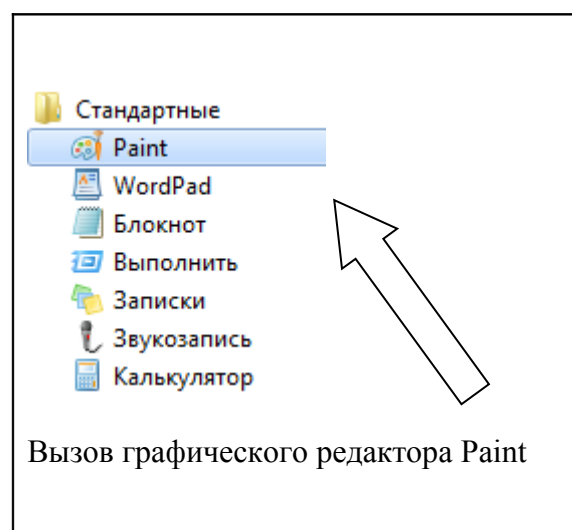 Стандартные
Paint
WordPad
Блокнот
Выполнить
Записки
Звукозапись
Калькулятор
Вызов графического редактора Paint